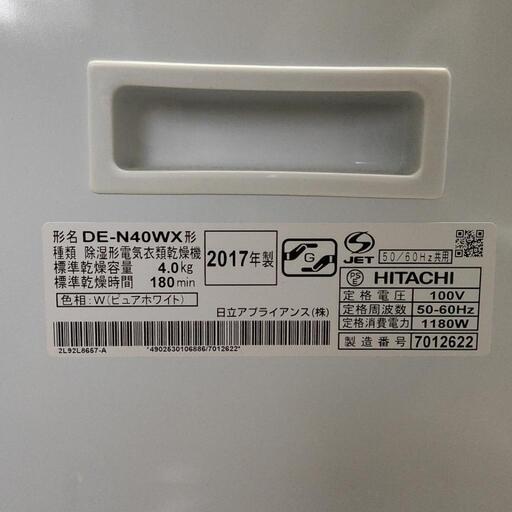 形名 DE-N40WX形
種類 除湿形電気衣類乾燥機
標準乾燥容量 4.0kg
標準乾燥時間 180min
2017年製
G
S
JET
50/60Hz共用
PS
E
HITACHI
定格電圧 100V
定格周波数 50-60Hz
定格消費電力 1180W
製造番号 7012622
色相:W(ピュアホワイト)
日立アプライアンス(株)
2L92L8657-A
*4902530106886/7012622*